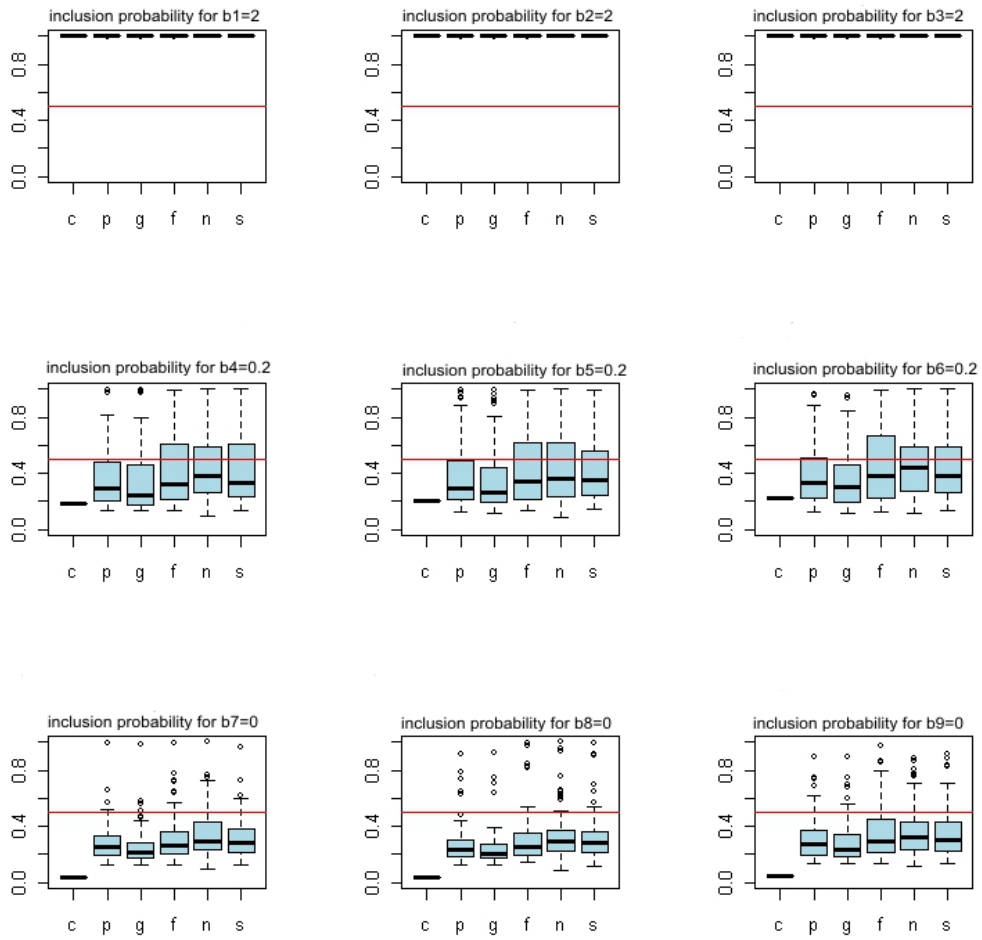 inclusion probability for b1=2
inclusion probability for b2=2
inclusion probability for b3=2
0.0 0.4 0.8
0.0 0.4 0.8
0.0 0.4 0.8
c p g f n s
c p g f n s
c p g f n s
inclusion probability for b4=0.2
inclusion probability for b5=0.2
inclusion probability for b6=0.2
0.0 0.4 0.8
0.0 0.4 0.8
0.0 0.4 0.8
c p g f n s
c p g f n s
c p g f n s
inclusion probability for b7=0
inclusion probability for b8=0
inclusion probability for b9=0
0.0 0.4 0.8
0.0 0.4 0.8
0.0 0.4 0.8
c p g f n s
c p g f n s
c p g f n s